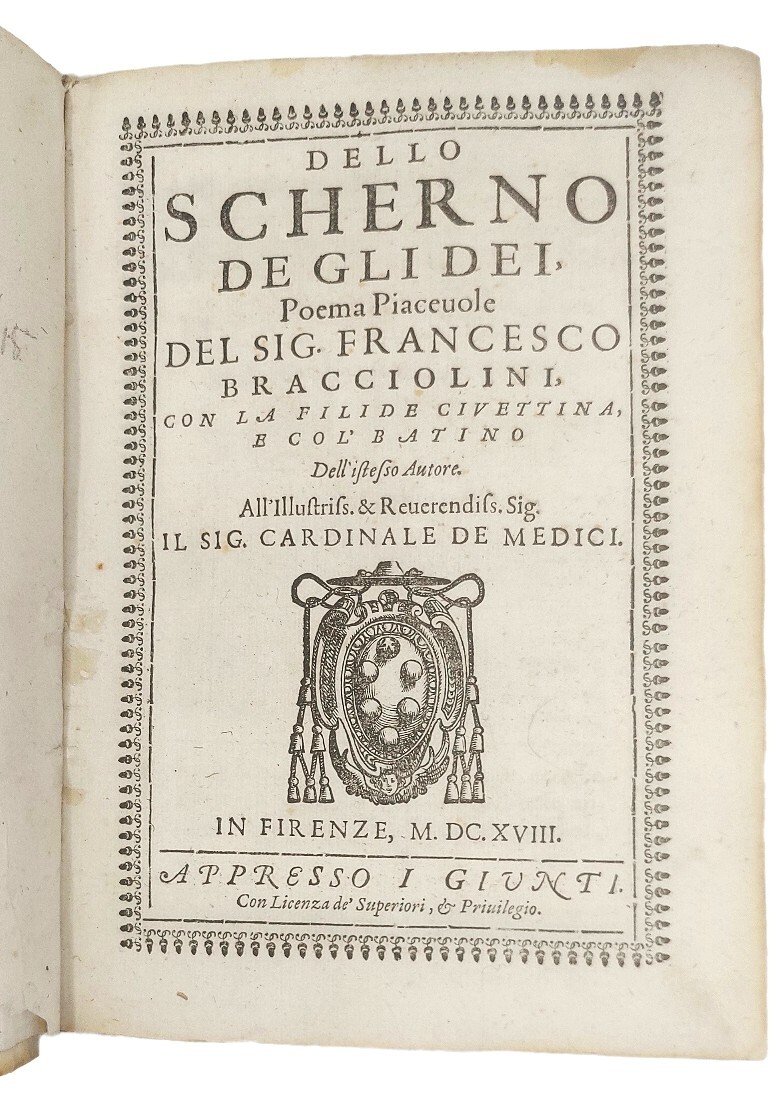 DELLO
SCHERNO
DE GLI DEI,
Poema Piaceuole
DEL SIG. FRANCESCO
BRACCIOLINI,
CON LA FILIDE CIVETTINA,
E COL' BATINO
Dell'iſteſſo Autore.
All'Illuſtriſs. & Reuerendiſs. Sig.
IL SIG. CARDINALE DE MEDICI.
IN FIRENZE, M. DC. XVIII.
APPRESSO I GIVNTI.
Con Licenza de' Superiori, & Priuilegio.